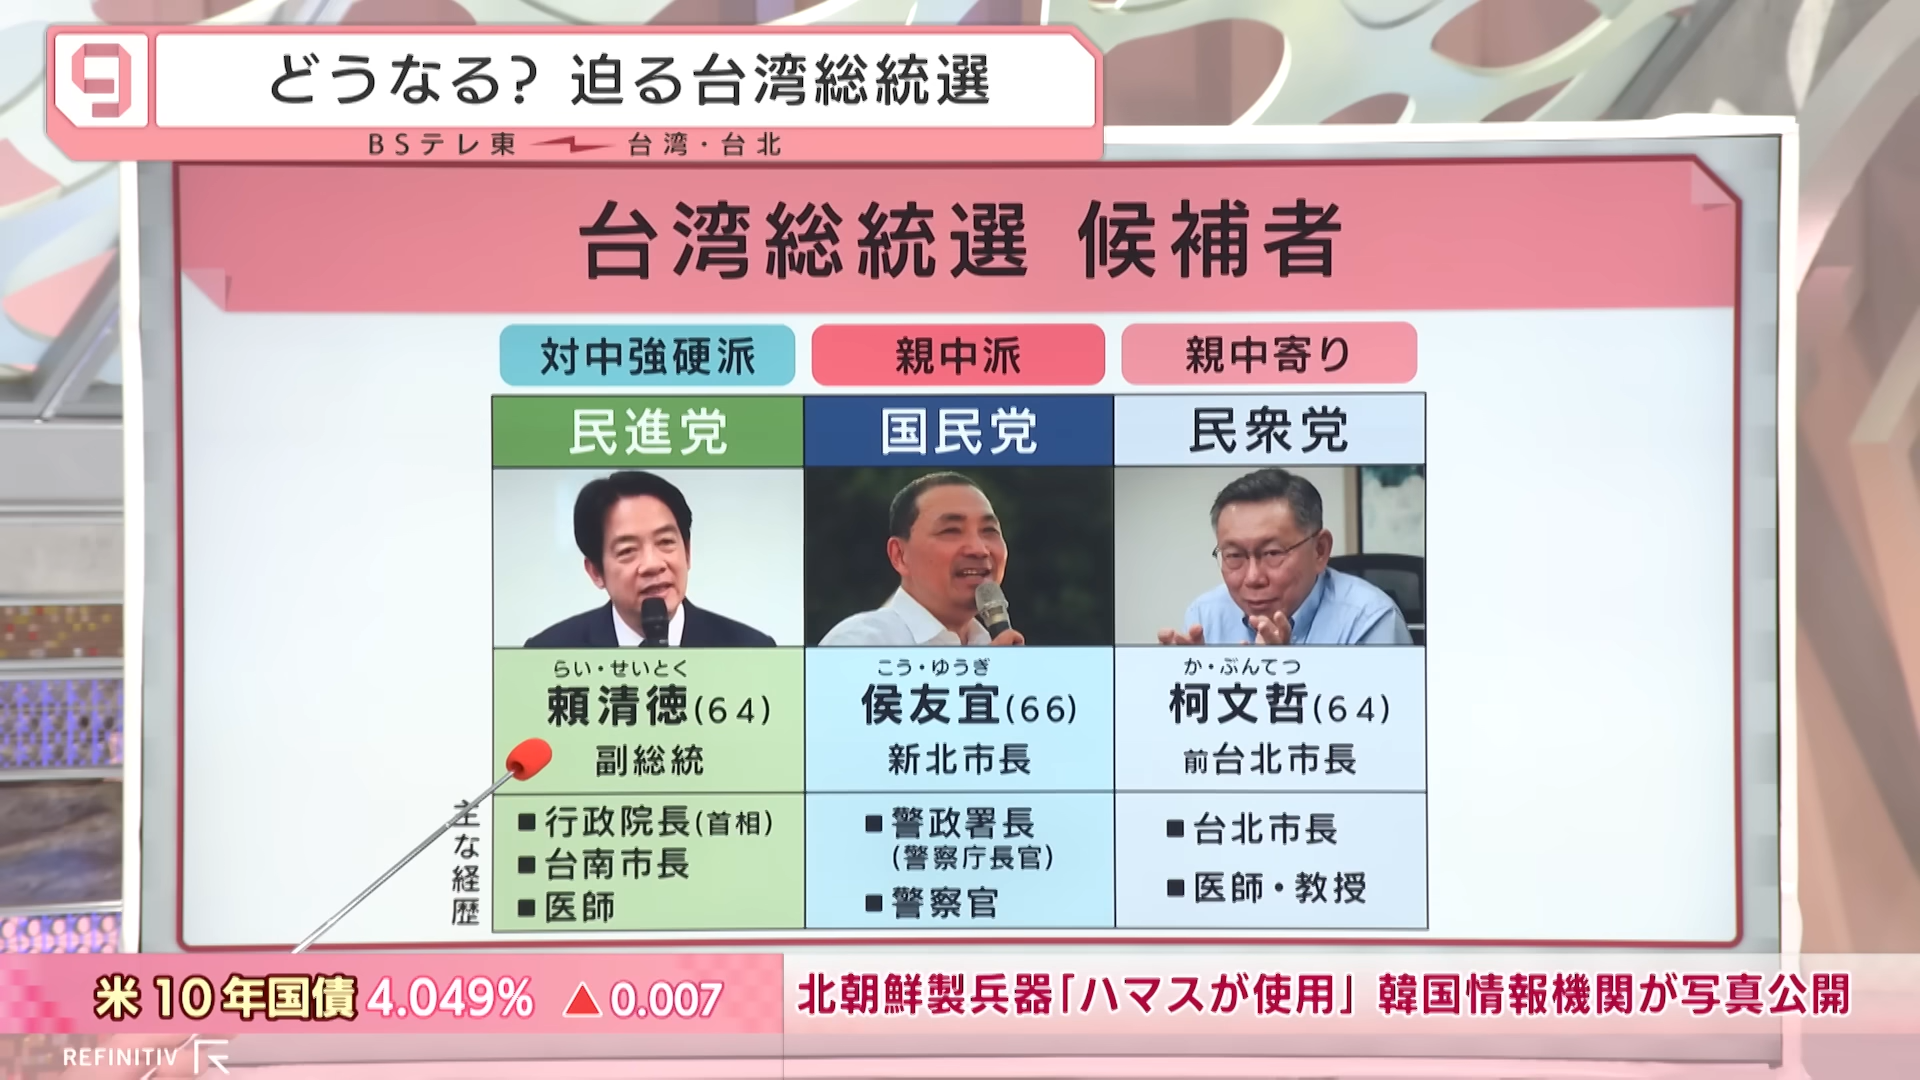 9
どうなる? 迫る台湾総統選
BSテレ東 台湾・台北
台湾総統選 候補者
対中強硬派 親中派 親中寄り
民進党 国民党 民衆党
らい・せいとく こう・ゆうぎ か・ぶんてつ
頼清徳(64) 侯友宜(66) 柯文哲(64)
副総統 新北市長 前台北市長
主な経歴
■行政院長(首相)
■台南市長
■医師
■警政署長
(警察庁長官)
■警察官
■台北市長
■医師・教授
米10年国債 4.049% ▲0.007
北朝鮮製兵器「ハマスが使用」 韓国情報機関が写真公開
REFINITIV